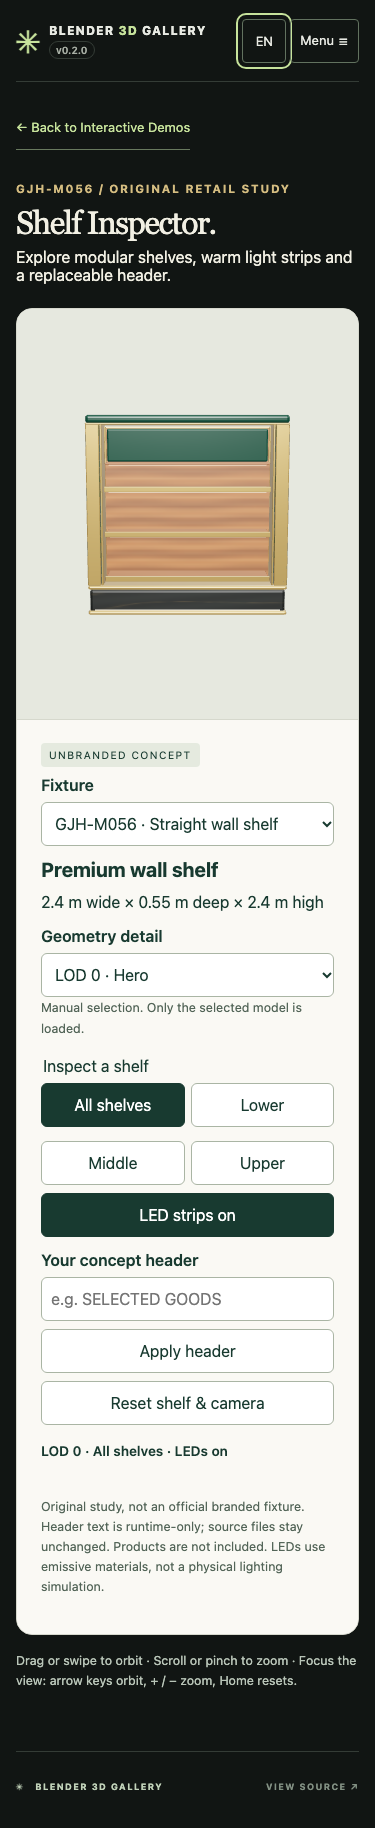 BLENDER 3D GALLERY
v0.2.0
EN
Menu ≡
← Back to Interactive Demos
GJH-M056 / ORIGINAL RETAIL STUDY
Shelf Inspector.
Explore modular shelves, warm light strips and
a replaceable header.
UNBRANDED CONCEPT
Fixture
GJH-M056 · Straight wall shelf
Premium wall shelf
2.4 m wide × 0.55 m deep × 2.4 m high
Geometry detail
LOD 0 · Hero
Manual selection. Only the selected model is
loaded.
Inspect a shelf
All shelves
Lower
Middle
Upper
LED strips on
Your concept header
e.g. SELECTED GOODS
Apply header
Reset shelf & camera
LOD 0 · All shelves · LEDs on
Original study, not an official branded fixture.
Header text is runtime-only; source files stay
unchanged. Products are not included. LEDs use
emissive materials, not a physical lighting
simulation.
Drag or swipe to orbit · Scroll or pinch to zoom · Focus the
view: arrow keys orbit, + / − zoom, Home resets.
✳ BLENDER 3D GALLERY
VIEW SOURCE ↗